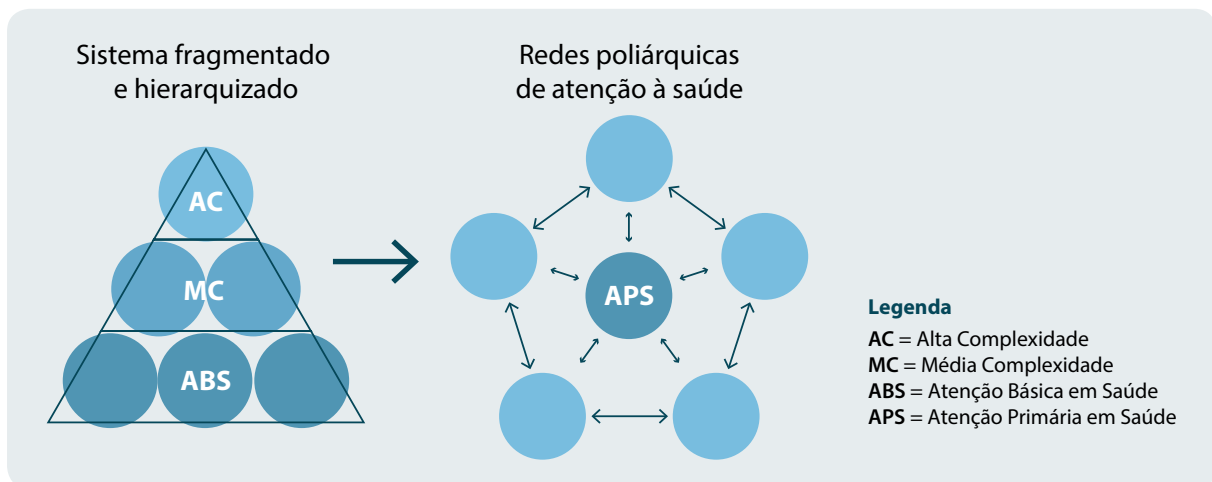 Sistema fragmentado
e hierarquizado
Redes poliárquicas
de atenção à saúde
AC
MC
ABS
APS
Legenda
AC = Alta Complexidade
MC = Média Complexidade
ABS = Atenção Básica em Saúde
APS = Atenção Primária em Saúde